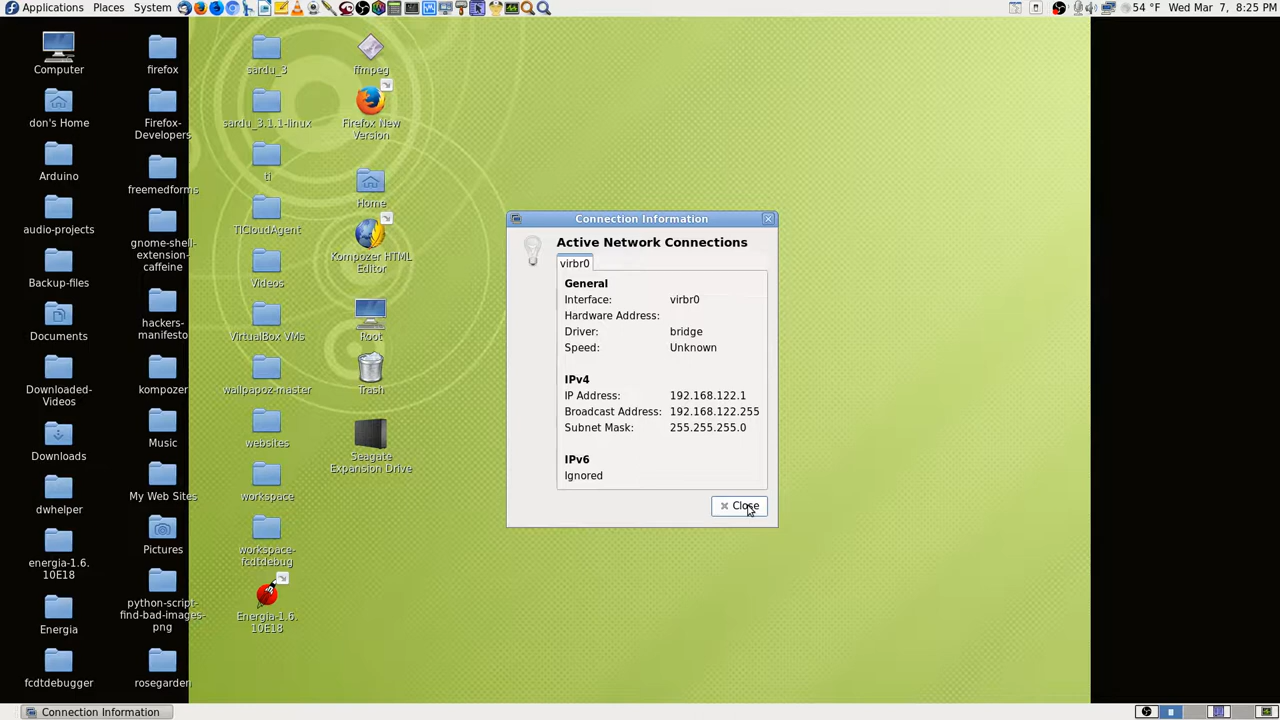 Applications Places System 54 °F Wed Mar 7, 8:25 PM
Computer
don's Home
Arduino
audio-projects
Backup-files
Documents
Downloaded-
Videos
Downloads
dwhelper
energia-1.6.
10E18
Energia
fcdtdebugger
firefox
Firefox-
Developers
freemedforms
gnome-shell-
extension-
caffeine
hackers-
manifesto
kompozer
Music
My Web Sites
Pictures
python-script-
find-bad-images-
png
rosegarden
sardu_3
sardu_3.1.1-linux
ti
TICloudAgent
Videos
VirtualBox VMs
wallpapoz-master
websites
workspace
workspace-
fcdtdebug
Energia-1.6.
10E18
ffmpeg
Firefox New
Version
Home
Kompozer HTML
Editor
Root
Trash
Seagate
Expansion Drive
Connection Information
Active Network Connections
virbr0
General
Interface: virbr0
Hardware Address:
Driver: bridge
Speed: Unknown
IPv4
IP Address: 192.168.122.1
Broadcast Address: 192.168.122.255
Subnet Mask: 255.255.255.0
IPv6
Ignored
Close
Connection Information